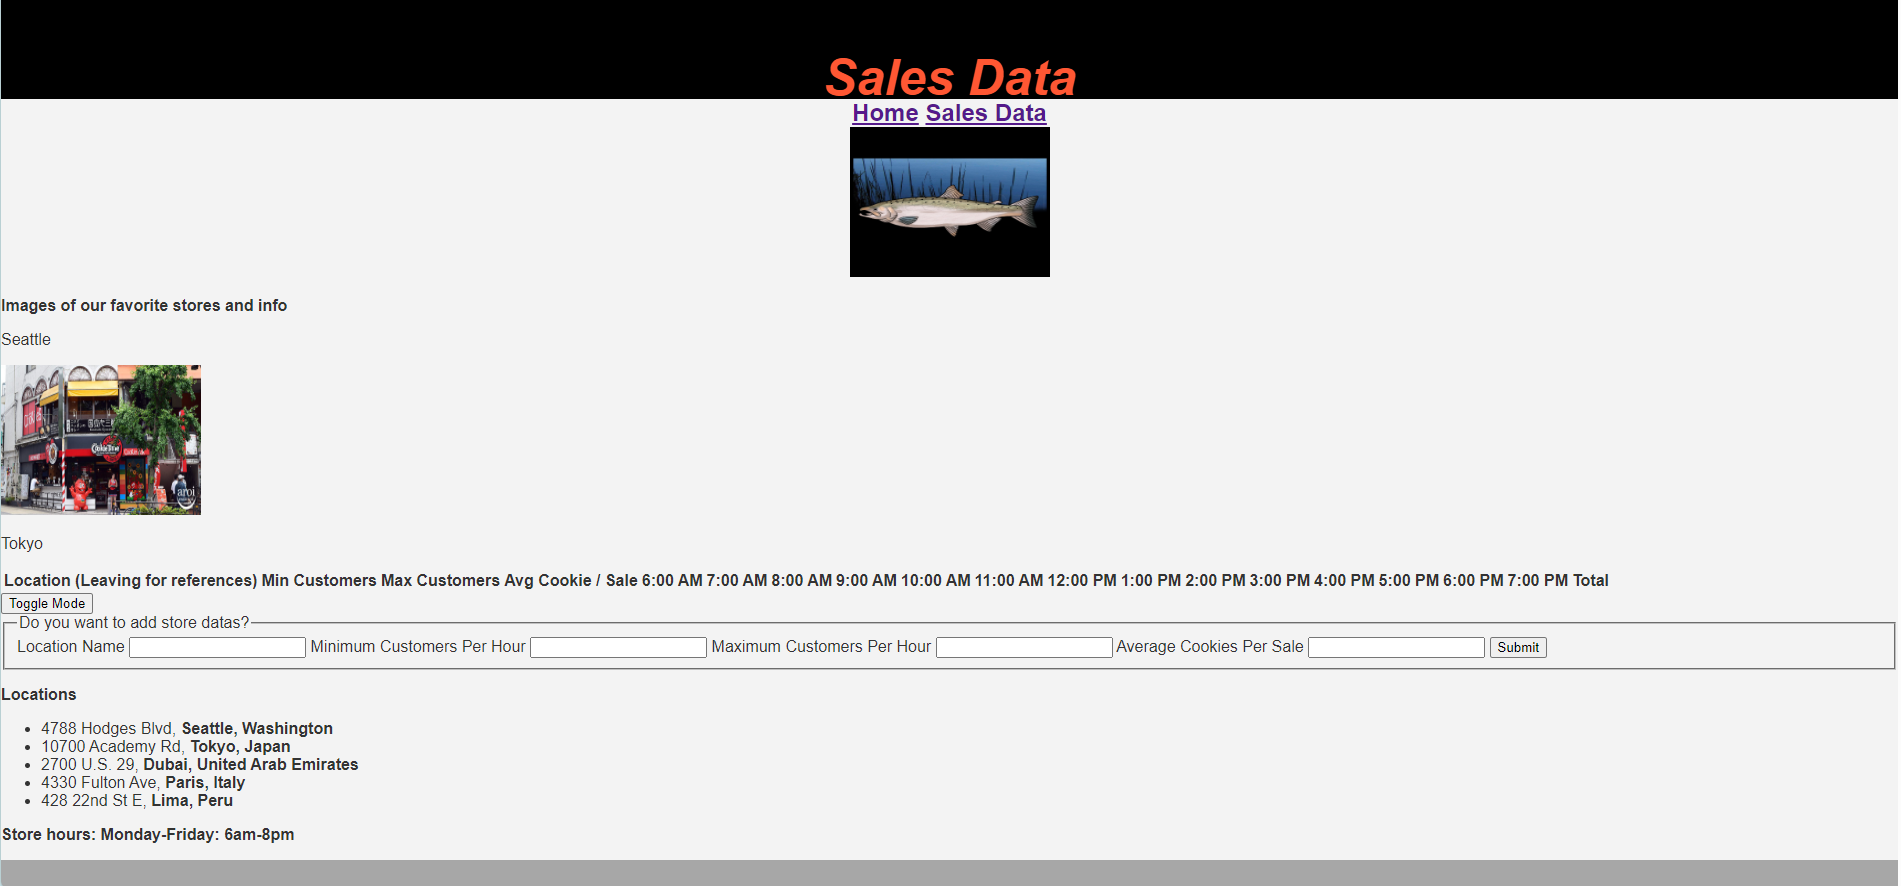 Sales Data
Home Sales Data
Images of our favorite stores and info
Seattle
aroi
Tokyo
Location (Leaving for references) Min Customers Max Customers Avg Cookie / Sale 6:00 AM 7:00 AM 8:00 AM 9:00 AM 10:00 AM 11:00 AM 12:00 PM 1:00 PM 2:00 PM 3:00 PM 4:00 PM 5:00 PM 6:00 PM 7:00 PM Total
Toggle Mode
Do you want to add store datas?
Location Name Minimum Customers Per Hour Maximum Customers Per Hour Average Cookies Per Sale Submit
Locations
4788 Hodges Blvd, Seattle, Washington
10700 Academy Rd, Tokyo, Japan
2700 U.S. 29, Dubai, United Arab Emirates
4330 Fulton Ave, Paris, Italy
428 22nd St E, Lima, Peru
Store hours: Monday-Friday: 6am-8pm